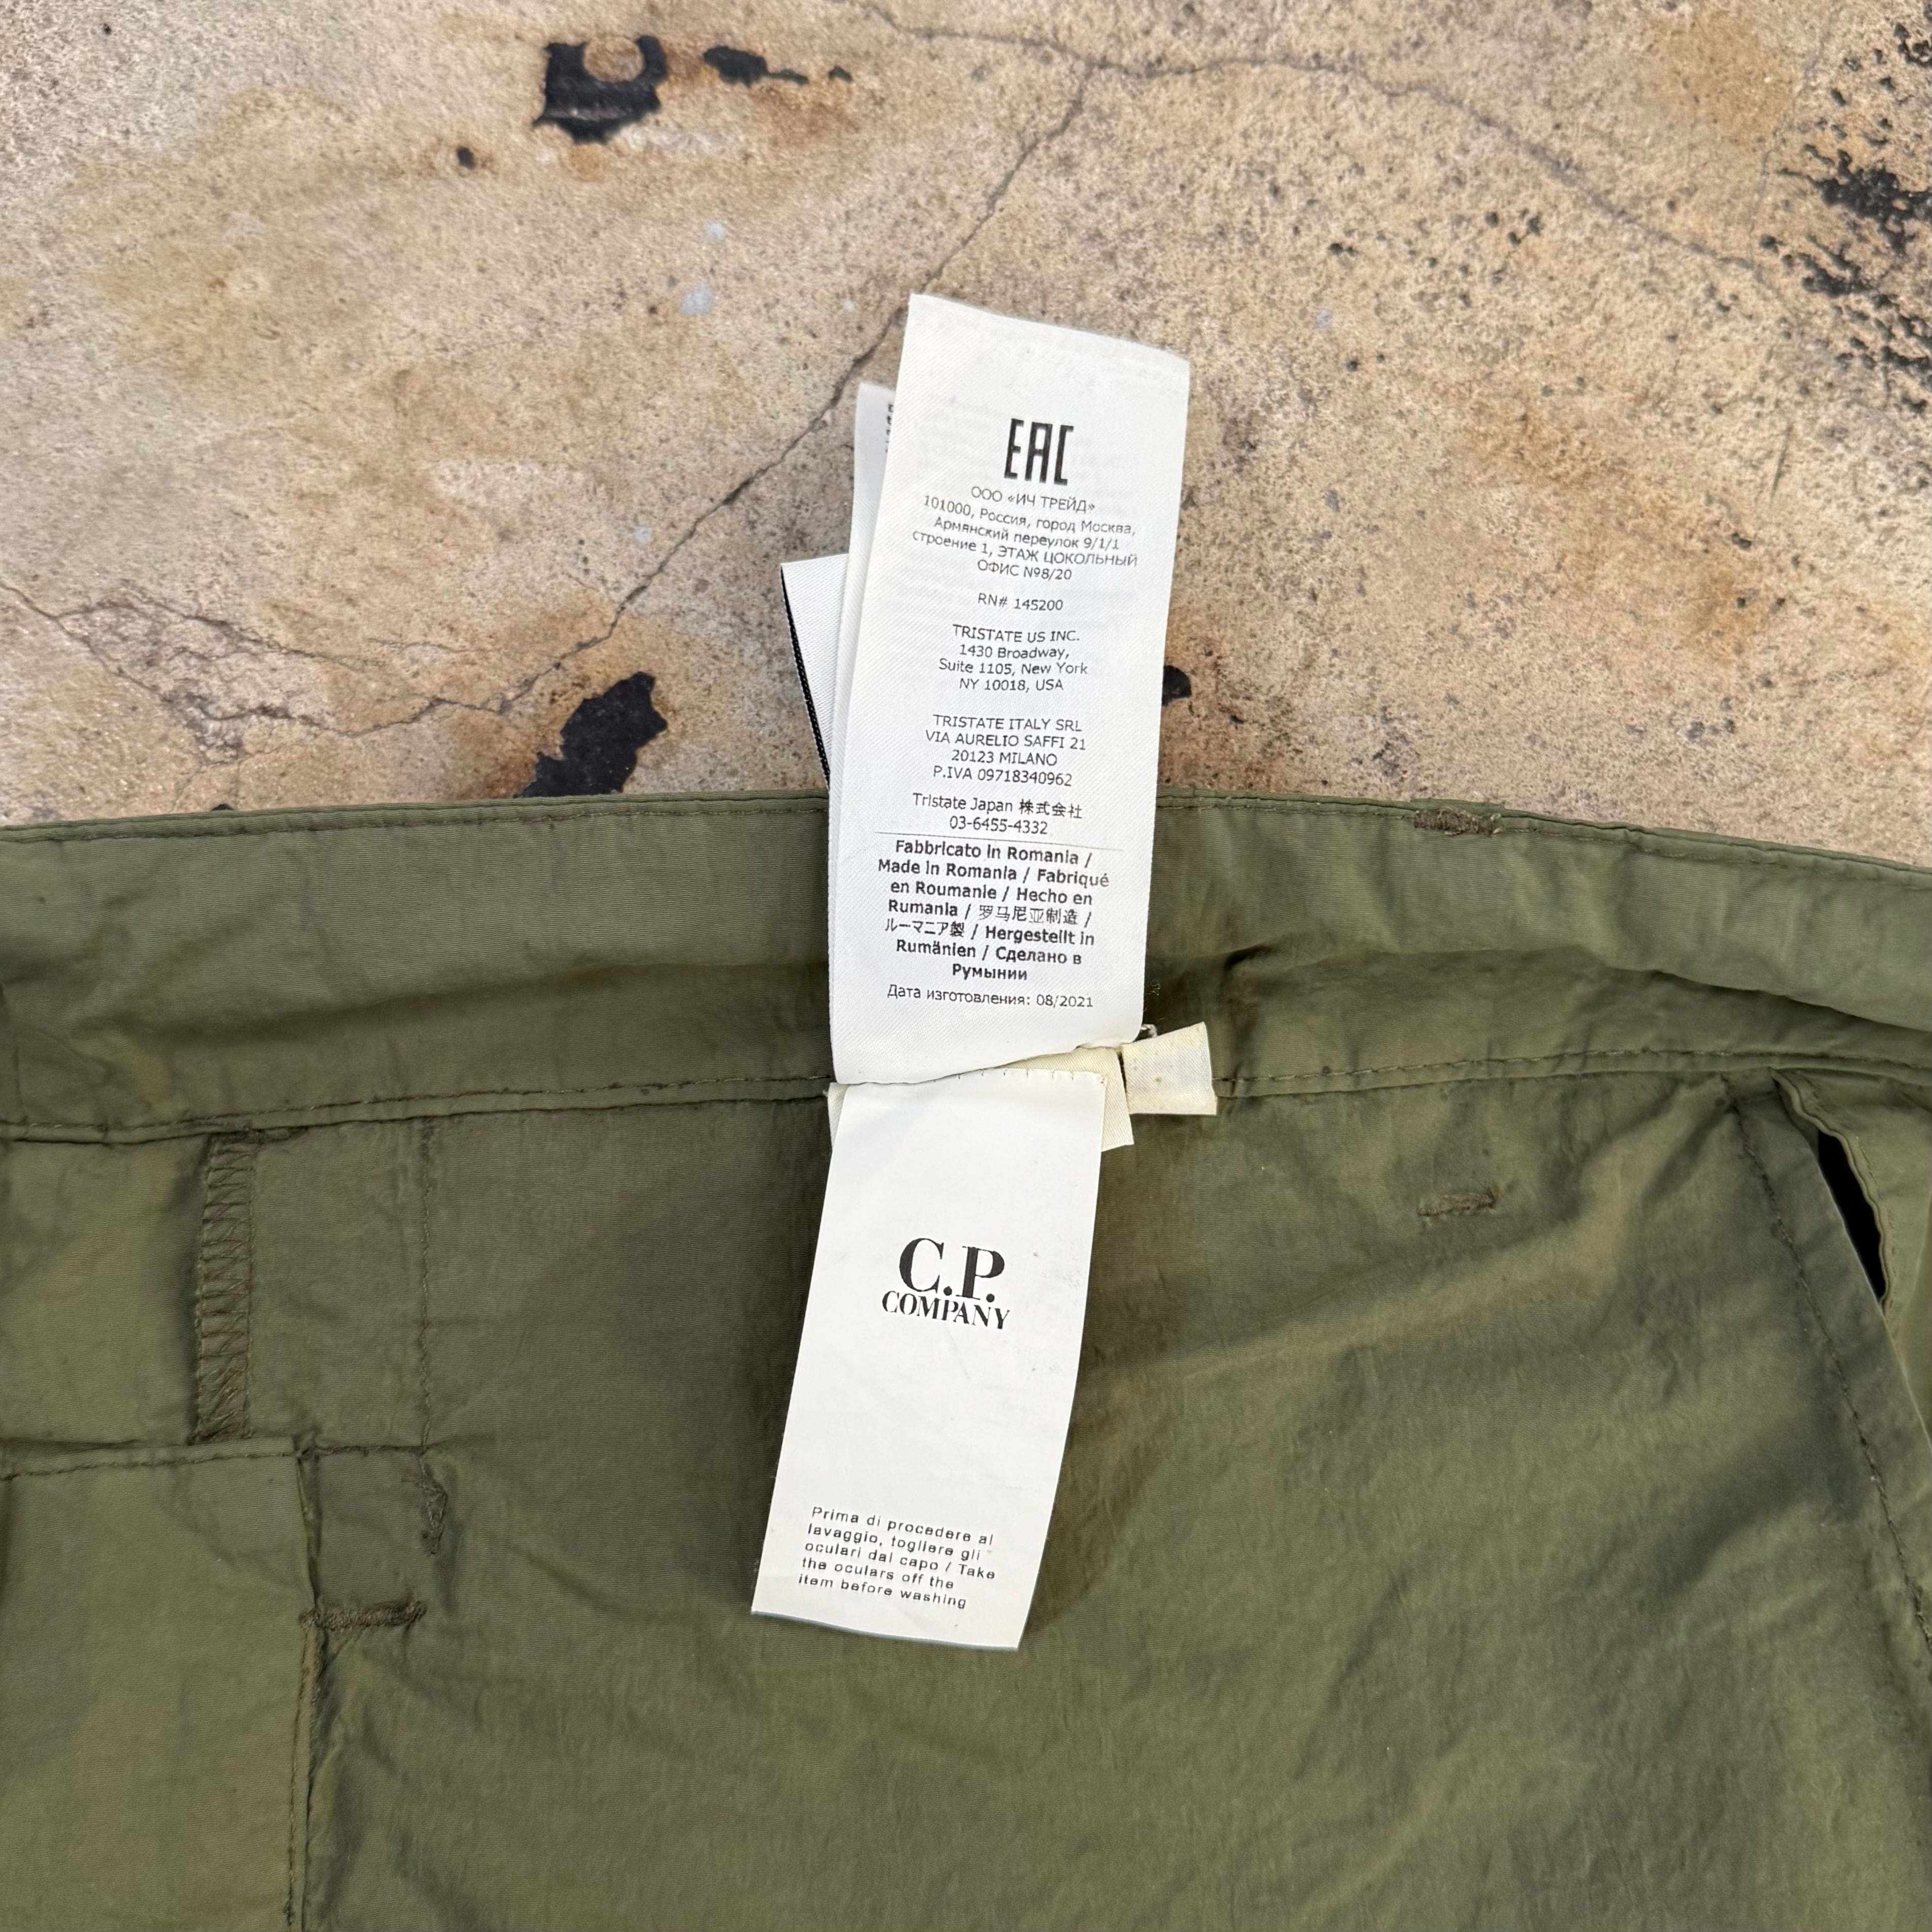 EAC
ООО «ИЧ ТРЕЙД»
101000, Россия, город Москва,
Армянский переулок 9/1/1
строение 1, ЭТАЖ ЦОКОЛЬНЫЙ
ОФИС №8/20
RN# 145200
TRISTATE US INC.
1430 Broadway,
Suite 1105, New York
NY 10018, USA
TRISTATE ITALY SRL
VIA AURELIO SAFFI 21
20123 MILANO
P.IVA 09718340962
Tristate Japan 株式会社
03-6455-4332
Fabbricato in Romania /
Made in Romania / Fabriqué
en Roumanie / Hecho en
Rumania / 罗马尼亚制造 /
ルーマニア製 / Hergestellt in
Rumänien / Сделано в
Румынии
Дата изготовления: 08/2021
C.P.
COMPANY
Prima di procedere al
lavaggio, togliere gli
oculari dal capo / Take
the oculars off the
item before washing